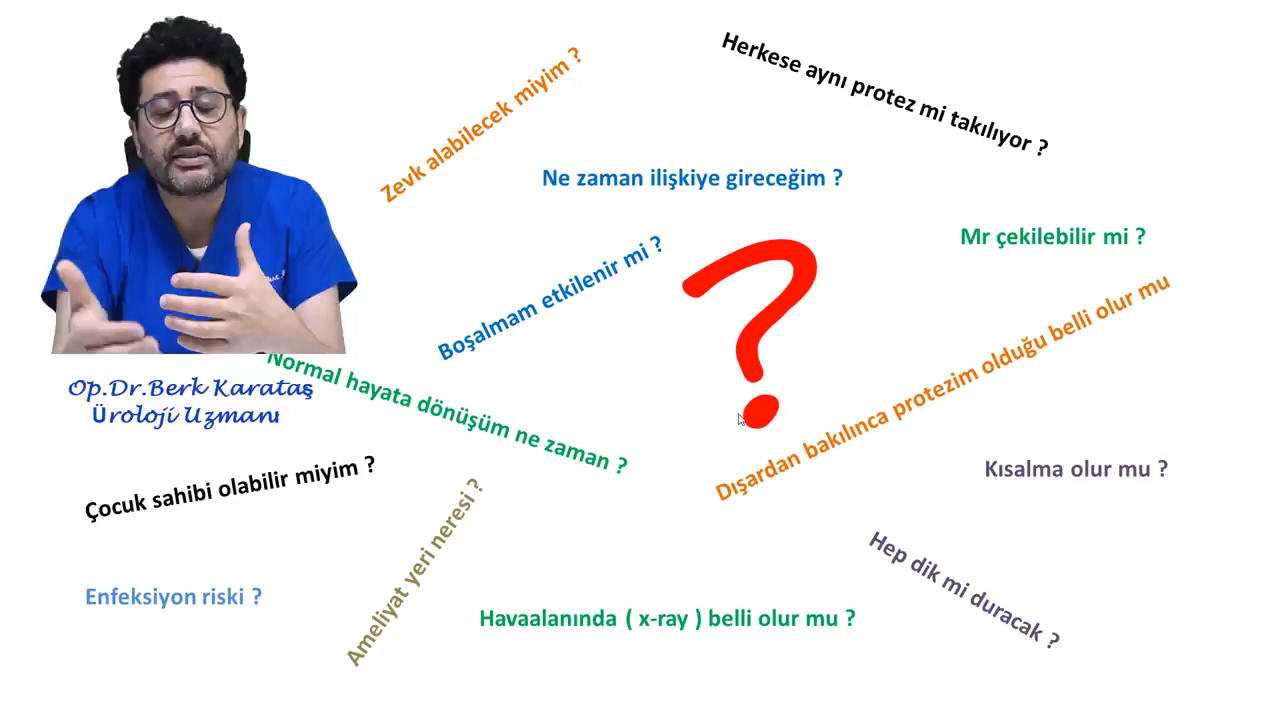 Herkese aynı protez mi takılıyor ?
Zevk alabilecek miyim ?
Ne zaman ilişkiye gireceğim ?
Mr çekilebilir mi ?
Boşalmam etkilenir mi ?
Dışardan bakılınca protezim olduğu belli olur mu
Normal hayata dönüşüm ne zaman ?
Op.Dr.Berk Karataş
Üroloji Uzmanı
Çocuk sahibi olabilir miyim ?
Kısalma olur mu ?
Ameliyat yeri neresi ?
Hep dik mi duracak ?
Enfeksiyon riski ?
Havaalanında ( x-ray ) belli olur mu ?